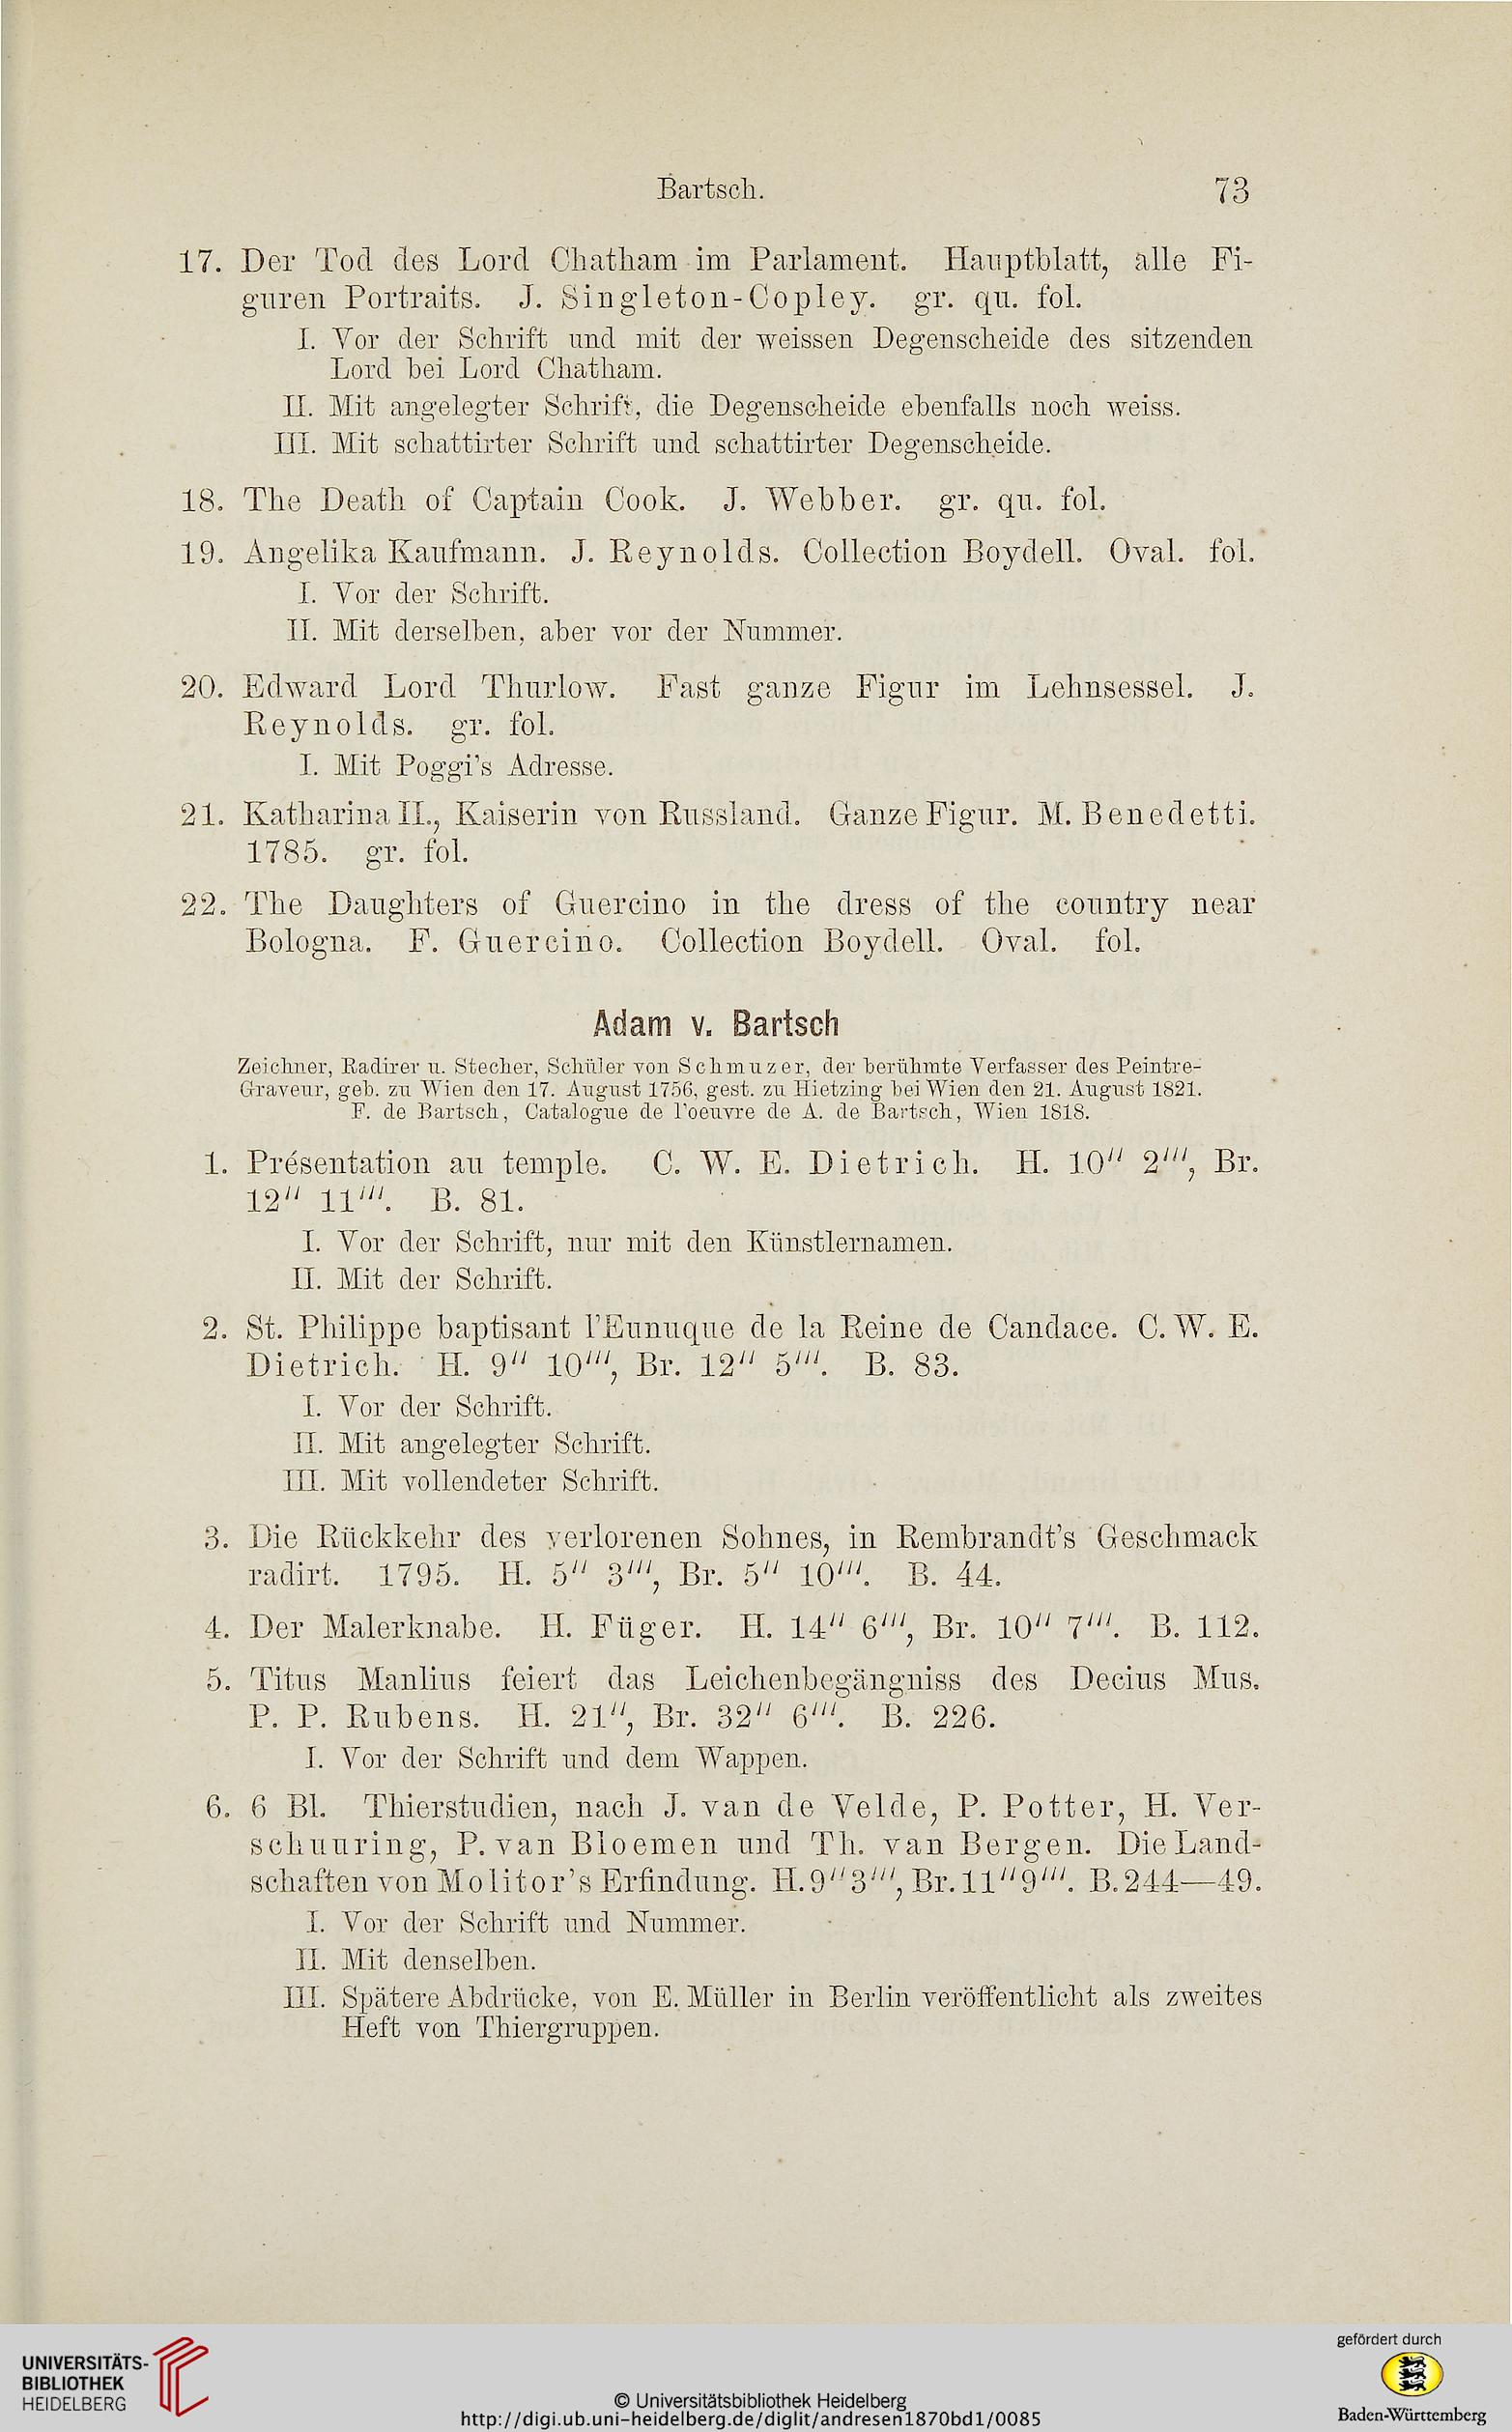 Bartsch. 73
17. Der Tod des Lord Chatham im Parlament. Hauptblatt, alle Fi-
guren Portraits. J. Singleton-Copley. gr. qu. fol.
I. Vor der Schrift und mit der weissen Degenscheide des sitzenden
Lord bei Lord Chatham.
II. Mit angelegter Schrift, die Degenscheide ebenfalls noch weiss.
III. Mit schattirter Schrift und schattirter Degenscheide.
18. The Death of Captain Cook. J. Webber. gr. qu. fol.
19. Angelika Kaufmann. J. Reynolds. Collection Boydell. Oval. fol.
I. Vor der Schrift.
II. Mit derselben, aber vor der Nummer.
20. Edward Lord Thurlow. Fast ganze Figur im Lehnsessel. J.
Reynolds. gr. fol.
I. Mit Poggi's Adresse.
21. Katharina II., Kaiserin von Russland. Ganze Figur. M. Benedetti.
1785. gr. fol.
22. The Daughters of Guercino in the dress of the country near
Bologna. F. Guercino. Collection Boydell. Oval. fol.
Adam v. Bartsch
Zeichner, Radirer u. Stecher, Schüler von Schmuzer, der berühmte Verfasser des Peintre-
Graveur, geb. zu Wien den 17. August 1756, gest. zu Hietzing bei Wien den 21. August 1821.
F. de Bartsch, Catalogue de l'oeuvre de A. de Bartsch, Wien 1818.
1. Présentation au temple. C. W. E. Dietrich. H. 10" 2"', Br.
12" 11"'. B. 81.
I. Vor der Schrift, nur mit den Künstlernamen.
II. Mit der Schrift.
2. St. Philippe baptisant l'Eunuque de la Reine de Candace. C. W. E.
Dietrich. H. 9" 10"', Br. 12" 5"'. B. 83.
I. Vor der Schrift.
II. Mit angelegter Schrift.
III. Mit vollendeter Schrift.
3. Die Rückkehr des verlorenen Sohnes, in Rembrandt's Geschmack
radirt. 1795. H. 5" 3"', Br. 5" 10"'. B. 44.
4. Der Malerknabe. H. Füger. H. 14" 6"', Br. 10" 7"'. B. 112.
5. Titus Manlius feiert das Leichenbegängniss des Decius Mus.
P. P. Rubens. H. 21", Br. 32" 6"'. B. 226.
I. Vor der Schrift und dem Wappen.
6. 6 Bl. Thierstudien, nach J. van de Velde, P. Potter, H. Ver-
schuuring, P. van Bloemen und Th. van Bergen. Die Land-
schaften von Molitor's Erfindung. H. 9" 3"', Br. 11" 9"'. B. 244—49.
I. Vor der Schrift und Nummer.
II. Mit denselben.
III. Spätere Abdrücke, von E. Müller in Berlin veröffentlicht als zweites
Heft von Thiergruppen.
UNIVERSITÄTS-
BIBLIOTHEK
HEIDELBERG
© Universitätsbibliothek Heidelberg
http://digi.ub.uni-heidelberg.de/diglit/andresen1870bd1/0085
gefördert durch
Baden-Württemberg